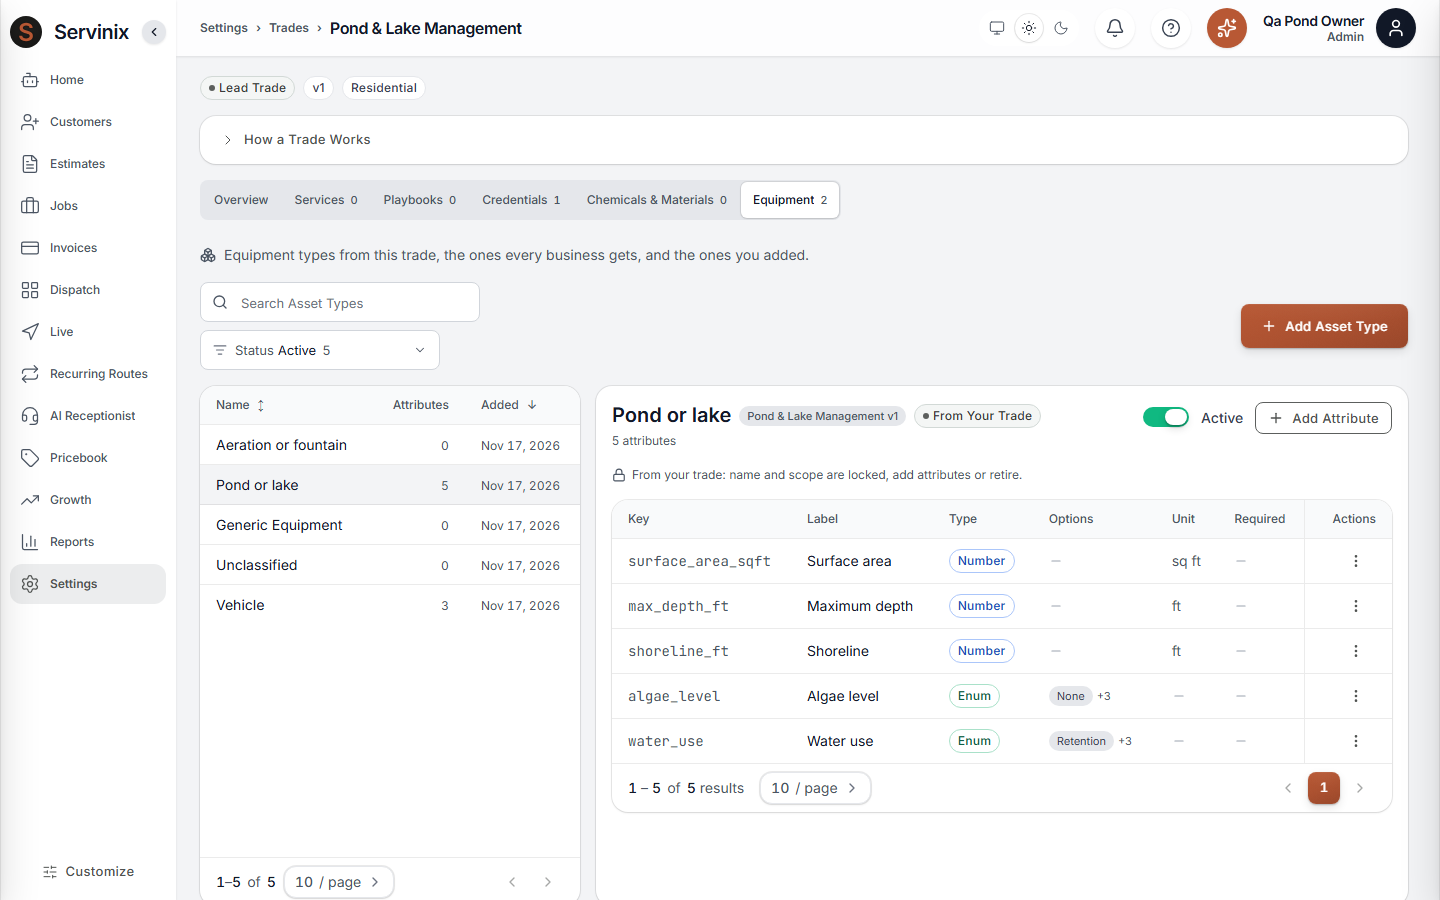 Servinix
Home
Customers
Estimates
Jobs
Invoices
Dispatch
Live
Recurring Routes
AI Receptionist
Pricebook
Growth
Reports
Settings
Customize
Settings › Trades › Pond & Lake Management
Qa Pond Owner
Admin
Lead Trade v1 Residential
How a Trade Works
Overview Services 0 Playbooks 0 Credentials 1 Chemicals & Materials 0 Equipment 2
Equipment types from this trade, the ones every business gets, and the ones you added.
Search Asset Types
Status Active 5
+ Add Asset Type
Name Attributes Added
Aeration or fountain 0 Nov 17, 2026
Pond or lake 5 Nov 17, 2026
Generic Equipment 0 Nov 17, 2026
Unclassified 0 Nov 17, 2026
Vehicle 3 Nov 17, 2026
1–5 of 5 10 / page
Pond or lake Pond & Lake Management v1 From Your Trade Active + Add Attribute
5 attributes
From your trade: name and scope are locked, add attributes or retire.
Key Label Type Options Unit Required Actions
surface_area_sqft Surface area Number — sq ft —
max_depth_ft Maximum depth Number — ft —
shoreline_ft Shoreline Number — ft —
algae_level Algae level Enum None +3 — —
water_use Water use Enum Retention +3 — —
1 – 5 of 5 results 10 / page 1